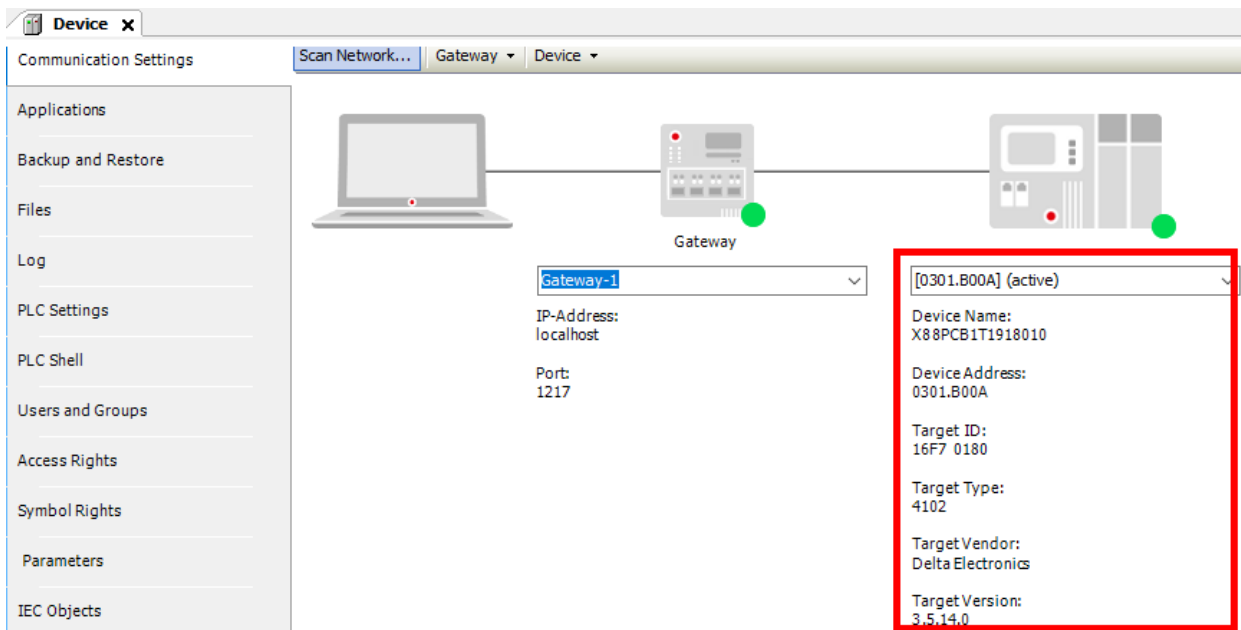 Device
Communication Settings
Applications
Backup and Restore
Files
Log
PLC Settings
PLC Shell
Users and Groups
Access Rights
Symbol Rights
Parameters
IEC Objects
Scan Network... Gateway Device
Gateway
Gateway-1
IP-Address:
localhost
Port:
1217
[0301.B00A] (active)
Device Name:
X88PCB1T1918010
Device Address:
0301.B00A
Target ID:
16F7 0180
Target Type:
4102
Target Vendor:
Delta Electronics
Target Version:
3.5.14.0